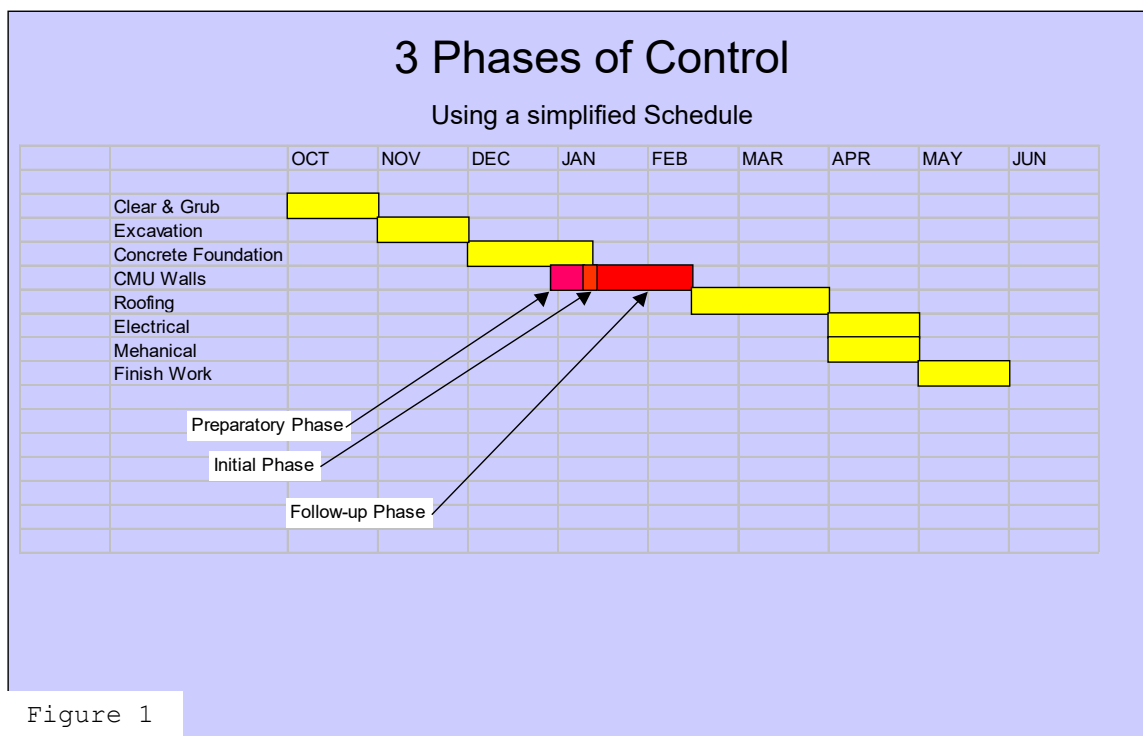 3 Phases of Control
Using a simplified Schedule
OCT NOV DEC JAN FEB MAR APR MAY JUN
Clear & Grub
Excavation
Concrete Foundation
CMU Walls
Roofing
Electrical
Mehanical
Finish Work
Preparatory Phase
Initial Phase
Follow-up Phase
Figure 1